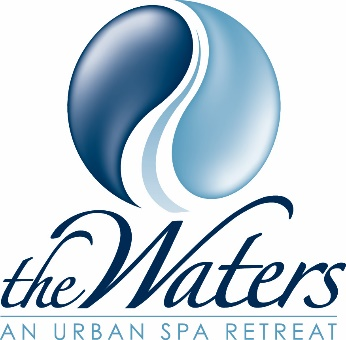 the Waters
AN URBAN SPA RETREAT